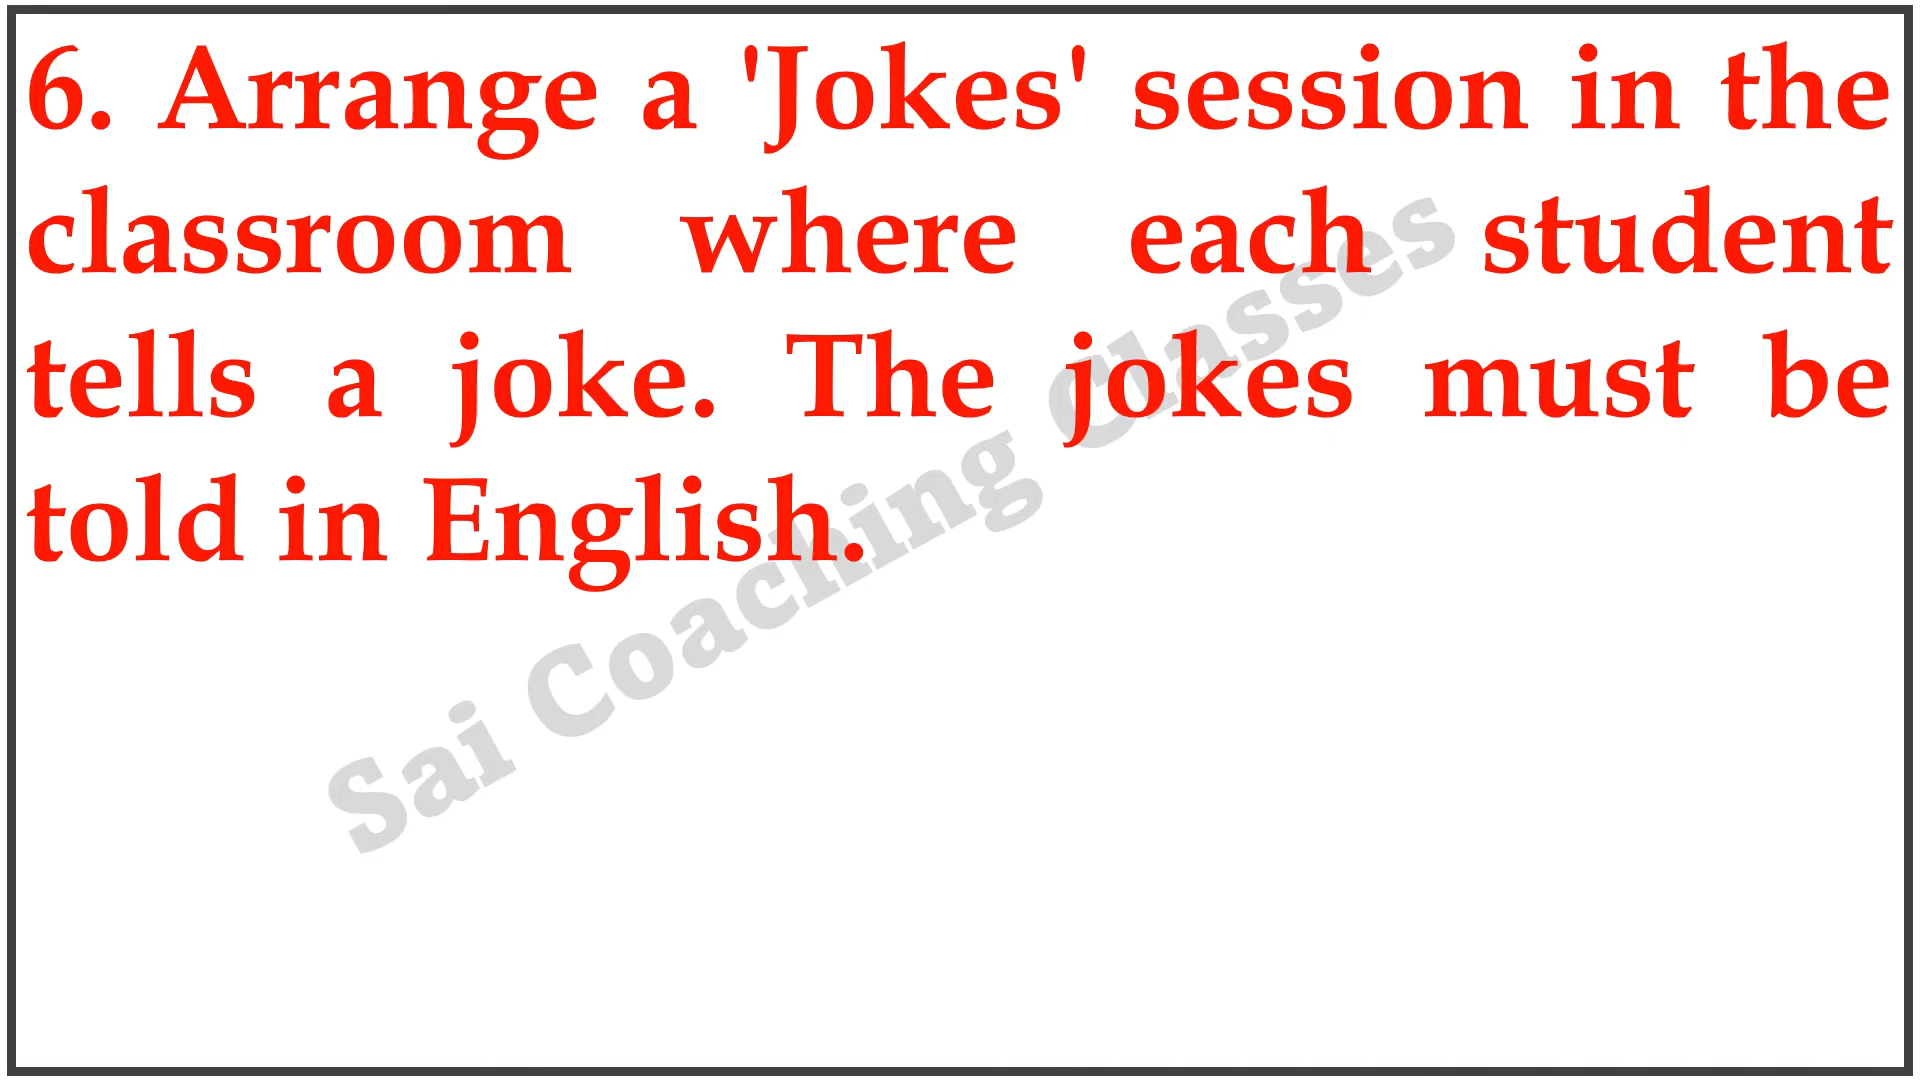 6. Arrange a 'Jokes' session in the
classroom where each student
tells a joke. The jokes must be
told in English.
Sai Coaching Classes